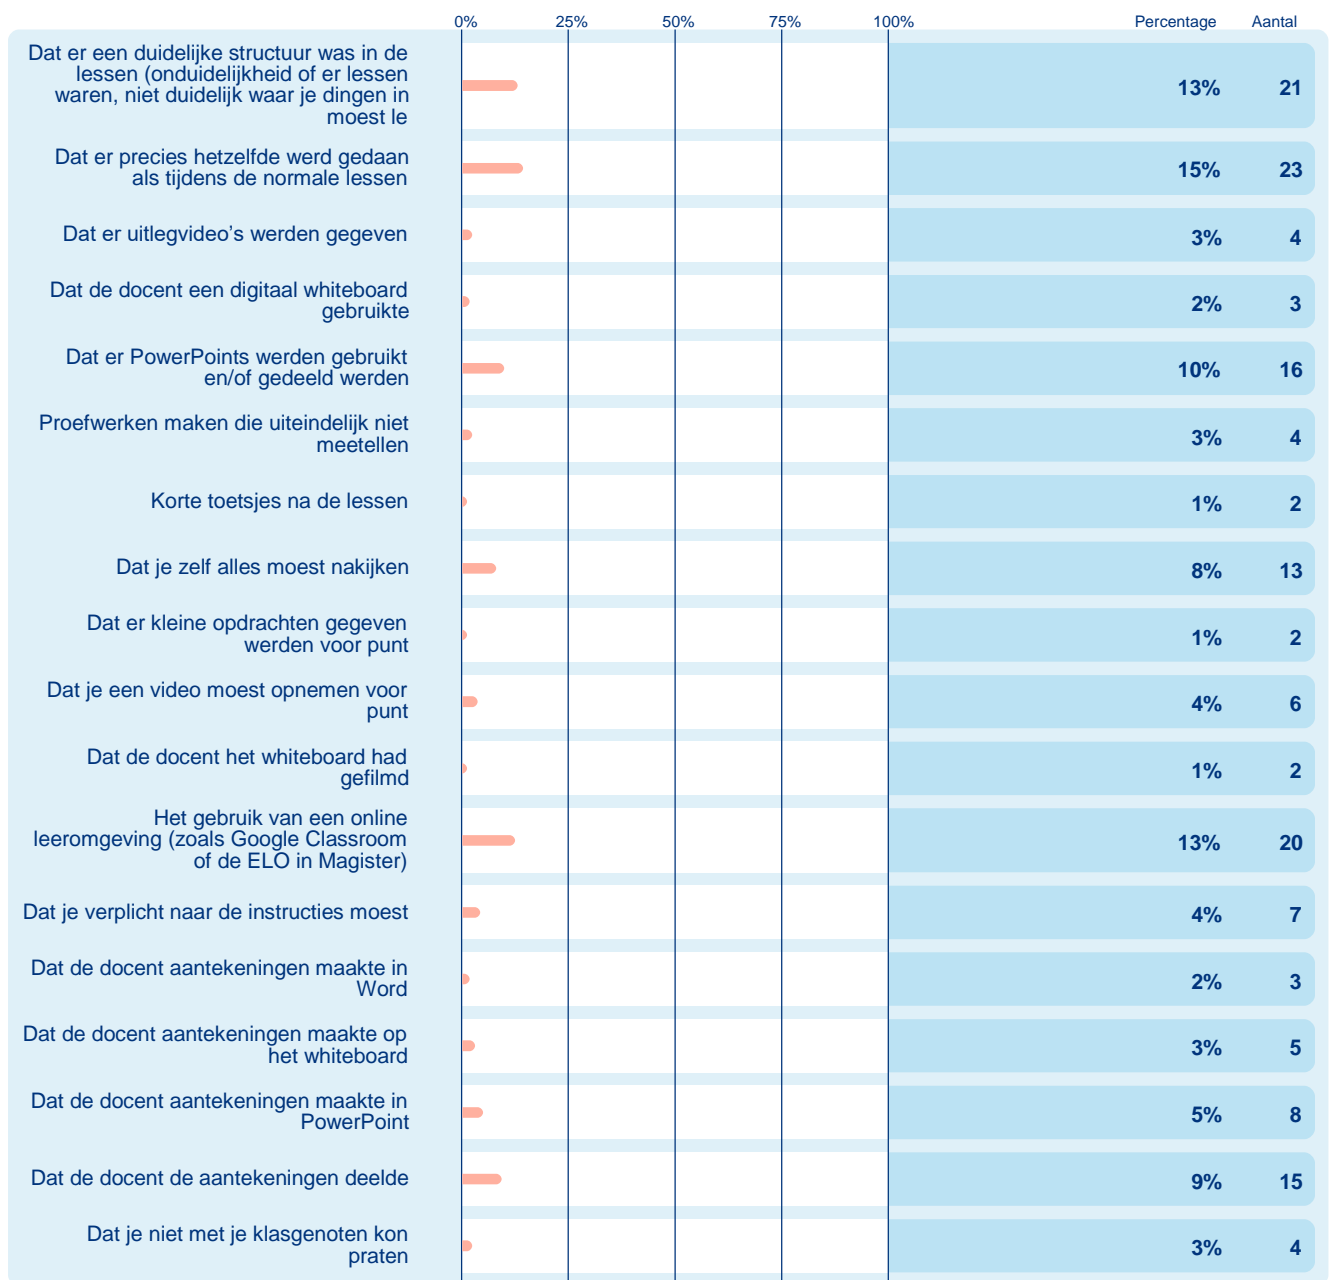 0% 25% 50% 75% 100% Percentage Aantal
Dat er een duidelijke structuur was in de
lessen (onduidelijkheid of er lessen
waren, niet duidelijk waar je dingen in
moest le
13% 21
Dat er precies hetzelfde werd gedaan
als tijdens de normale lessen
15% 23
Dat er uitlegvideo's werden gegeven
3% 4
Dat de docent een digitaal whiteboard
gebruikte
2% 3
Dat er PowerPoints werden gebruikt
en/of gedeeld werden
10% 16
Proefwerken maken die uiteindelijk niet
meetellen
3% 4
Korte toetsjes na de lessen
1% 2
Dat je zelf alles moest nakijken
8% 13
Dat er kleine opdrachten gegeven
werden voor punt
1% 2
Dat je een video moest opnemen voor
punt
4% 6
Dat de docent het whiteboard had
gefilmd
1% 2
Het gebruik van een online
leeromgeving (zoals Google Classroom
of de ELO in Magister)
13% 20
Dat je verplicht naar de instructies moest
4% 7
Dat de docent aantekeningen maakte in
Word
2% 3
Dat de docent aantekeningen maakte op
het whiteboard
3% 5
Dat de docent aantekeningen maakte in
PowerPoint
5% 8
Dat de docent de aantekeningen deelde
9% 15
Dat je niet met je klasgenoten kon
praten
3% 4